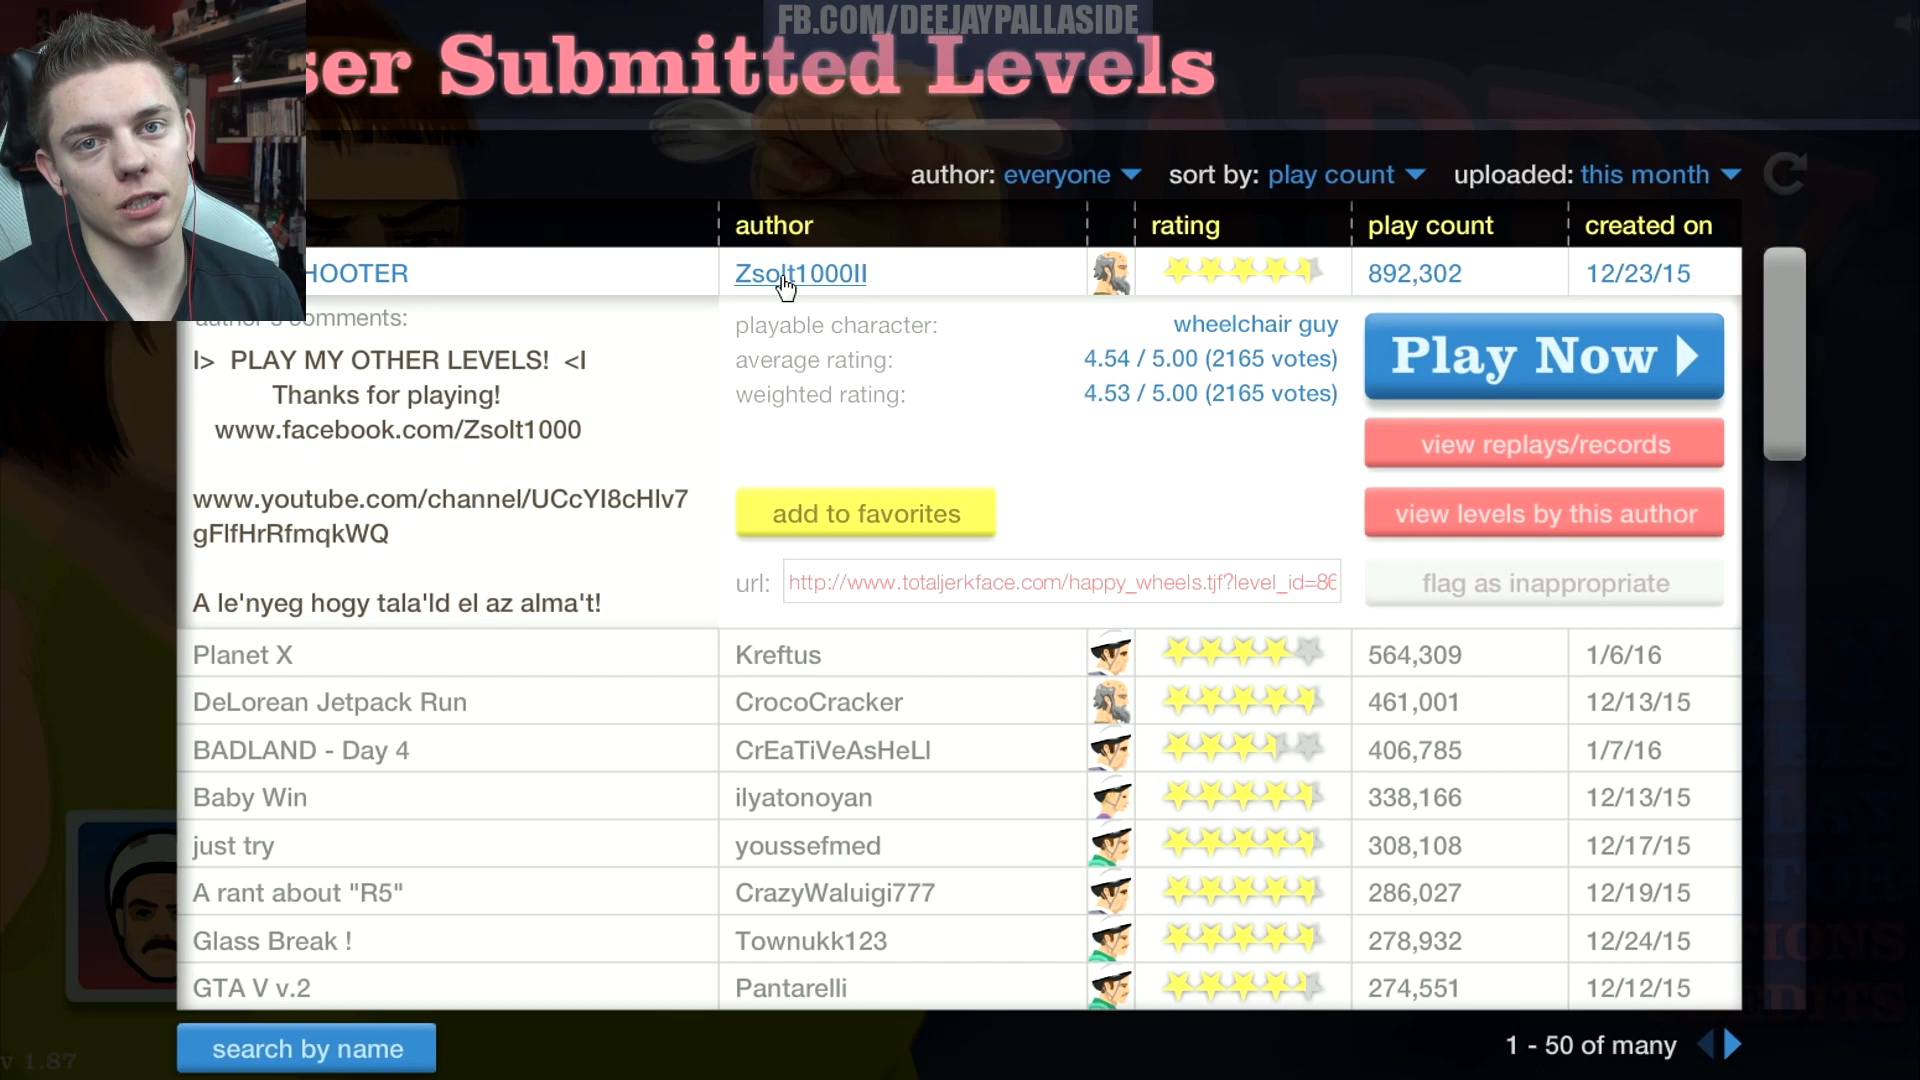 FB.COM/DEEJAYPALLASIDE
ser Submitted Levels
author: everyone sort by: play count uploaded: this month
author rating play count created on
HOOTER Zsolt1000II 892,302 12/23/15
author's comments:
I> PLAY MY OTHER LEVELS! <I
Thanks for playing!
www.facebook.com/Zsolt1000
www.youtube.com/channel/UCcYI8cHlv7
gFIfHrRfmqkWQ
A le'nyeg hogy tala'ld el az alma't!
playable character: wheelchair guy
average rating: 4.54 / 5.00 (2165 votes)
weighted rating: 4.53 / 5.00 (2165 votes)
add to favorites
url: http://www.totaljerkface.com/happy_wheels.tjf?level_id=86
Play Now
view replays/records
view levels by this author
flag as inappropriate
Planet X Kreftus 564,309 1/6/16
DeLorean Jetpack Run CrocoCracker 461,001 12/13/15
BADLAND - Day 4 CrEaTiVeAsHeLl 406,785 1/7/16
Baby Win ilyatonoyan 338,166 12/13/15
just try youssefmed 308,108 12/17/15
A rant about "R5" CrazyWaluigi777 286,027 12/19/15
Glass Break ! Townukk123 278,932 12/24/15
GTA V v.2 Pantarelli 274,551 12/12/15
search by name
1 - 50 of many
v 1.87